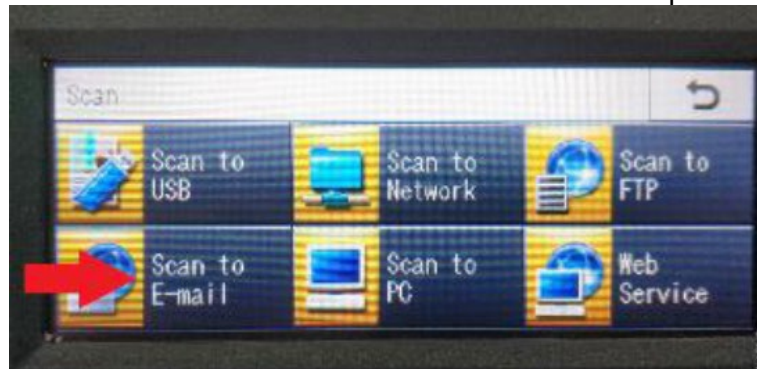 Scan
Scan to
USB
Scan to
Network
Scan to
FTP
Scan to
E-mail
Scan to
PC
Web
Service